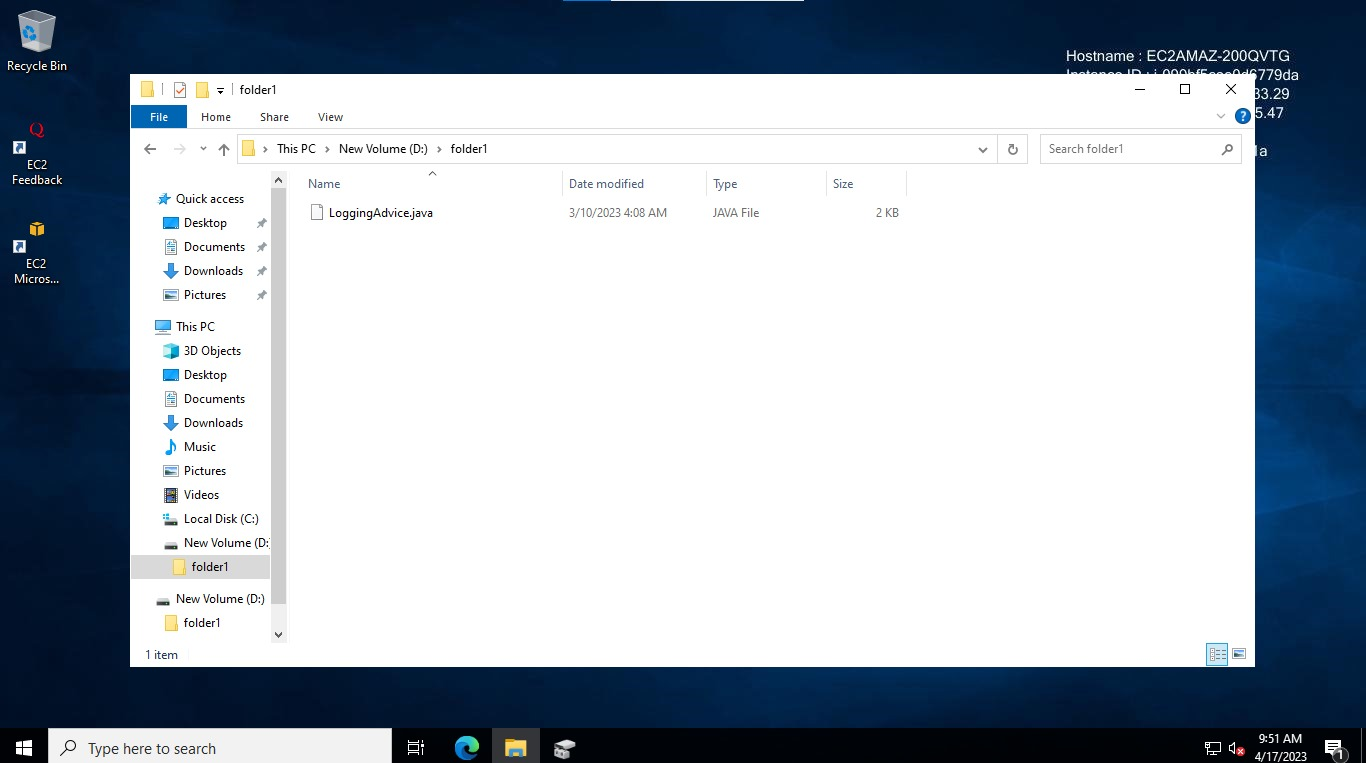 Recycle Bin
EC2
Feedback
EC2
Micros...
Hostname : EC2AMAZ-200QVTG
33.29
5.47
folder1
File
Home
Share
View
This PC
New Volume (D:)
folder1
Search folder1
Name
Date modified
Type
Size
LoggingAdvice.java
3/10/2023 4:08 AM
JAVA File
2 KB
Quick access
Desktop
Documents
Downloads
Pictures
This PC
3D Objects
Desktop
Documents
Downloads
Music
Pictures
Videos
Local Disk (C:)
New Volume (D:
folder1
New Volume (D:)
folder1
1 item
Type here to search
9:51 AM
4/17/2023
1